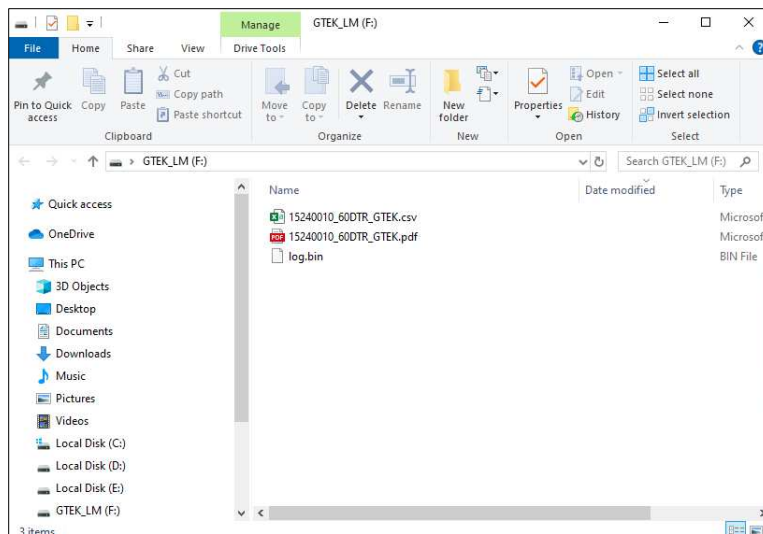 Manage GTEK_LM (F:)
File Home Share View Drive Tools
Pin to Quick access
Copy
Paste
Cut
Copy path
Paste shortcut
Clipboard
Move to
Copy to
Delete
Rename
Organize
New folder
New
Properties
Open
Edit
History
Open
Select all
Select none
Invert selection
Select
GTEK_LM (F:)
Search GTEK_LM (F:)
Quick access
OneDrive
This PC
3D Objects
Desktop
Documents
Downloads
Music
Pictures
Videos
Local Disk (C:)
Local Disk (D:)
Local Disk (E:)
GTEK_LM (F:)
Name Date modified Type
15240010_60DTR_GTEK.csv Microsof
PDF 15240010_60DTR_GTEK.pdf Microsof
log.bin BIN File
3 items